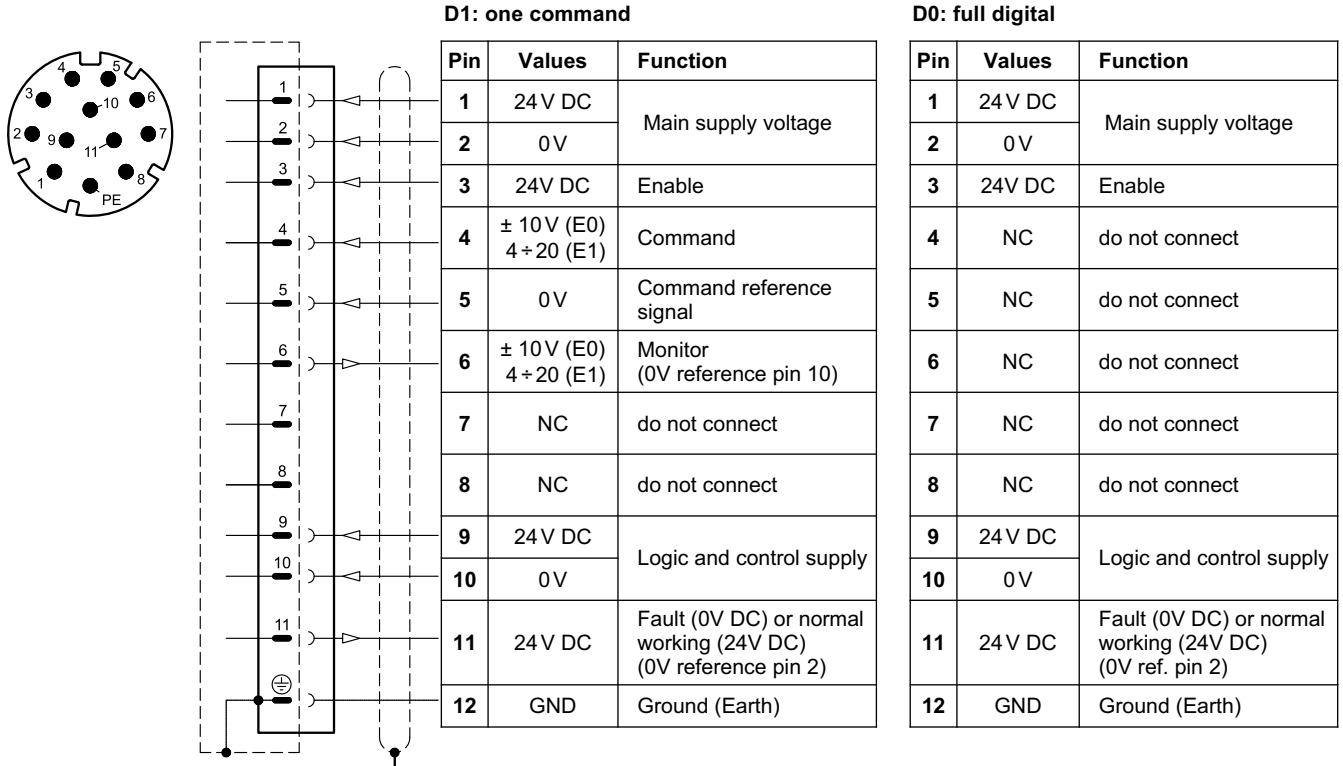 D1: one command
D0: full digital
4
5
3
10
6
2
9
11
7
1
8
PE
1
2
3
4
5
6
7
8
9
10
11
Pin Values Function
1 24 V DC Main supply voltage
2 0 V
3 24V DC Enable
4 ± 10 V (E0) Command
4 ÷ 20 (E1)
5 0 V Command reference
signal
6 ± 10 V (E0) Monitor
4 ÷ 20 (E1) (0V reference pin 10)
7 NC do not connect
8 NC do not connect
9 24 V DC Logic and control supply
10 0 V
11 24 V DC Fault (0V DC) or normal
working (24V DC)
(0V reference pin 2)
12 GND Ground (Earth)
Pin Values Function
1 24 V DC Main supply voltage
2 0 V
3 24V DC Enable
4 NC do not connect
5 NC do not connect
6 NC do not connect
7 NC do not connect
8 NC do not connect
9 24 V DC Logic and control supply
10 0 V
11 24 V DC Fault (0V DC) or normal
working (24V DC)
(0V ref. pin 2)
12 GND Ground (Earth)